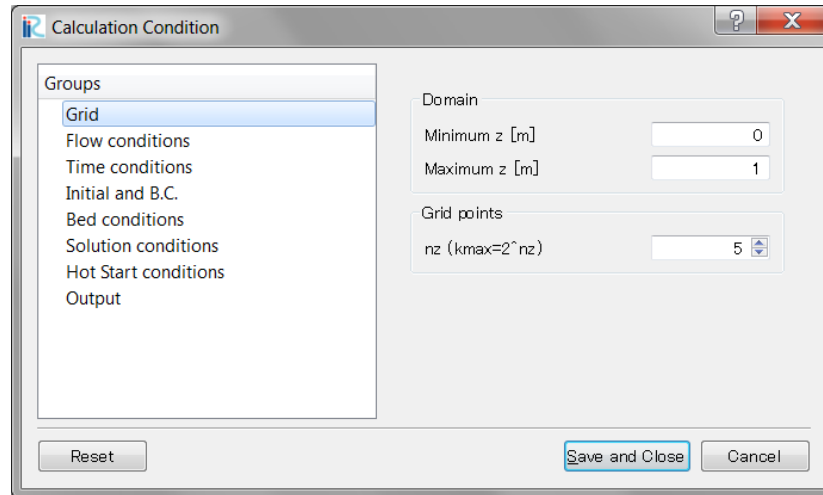 Calculation Condition
Groups
Grid
Flow conditions
Time conditions
Initial and B.C.
Bed conditions
Solution conditions
Hot Start conditions
Output
Domain
Minimum z [m] 0
Maximum z [m] 1
Grid points
nz (kmax=2^nz) 5
Reset
Save and Close
Cancel